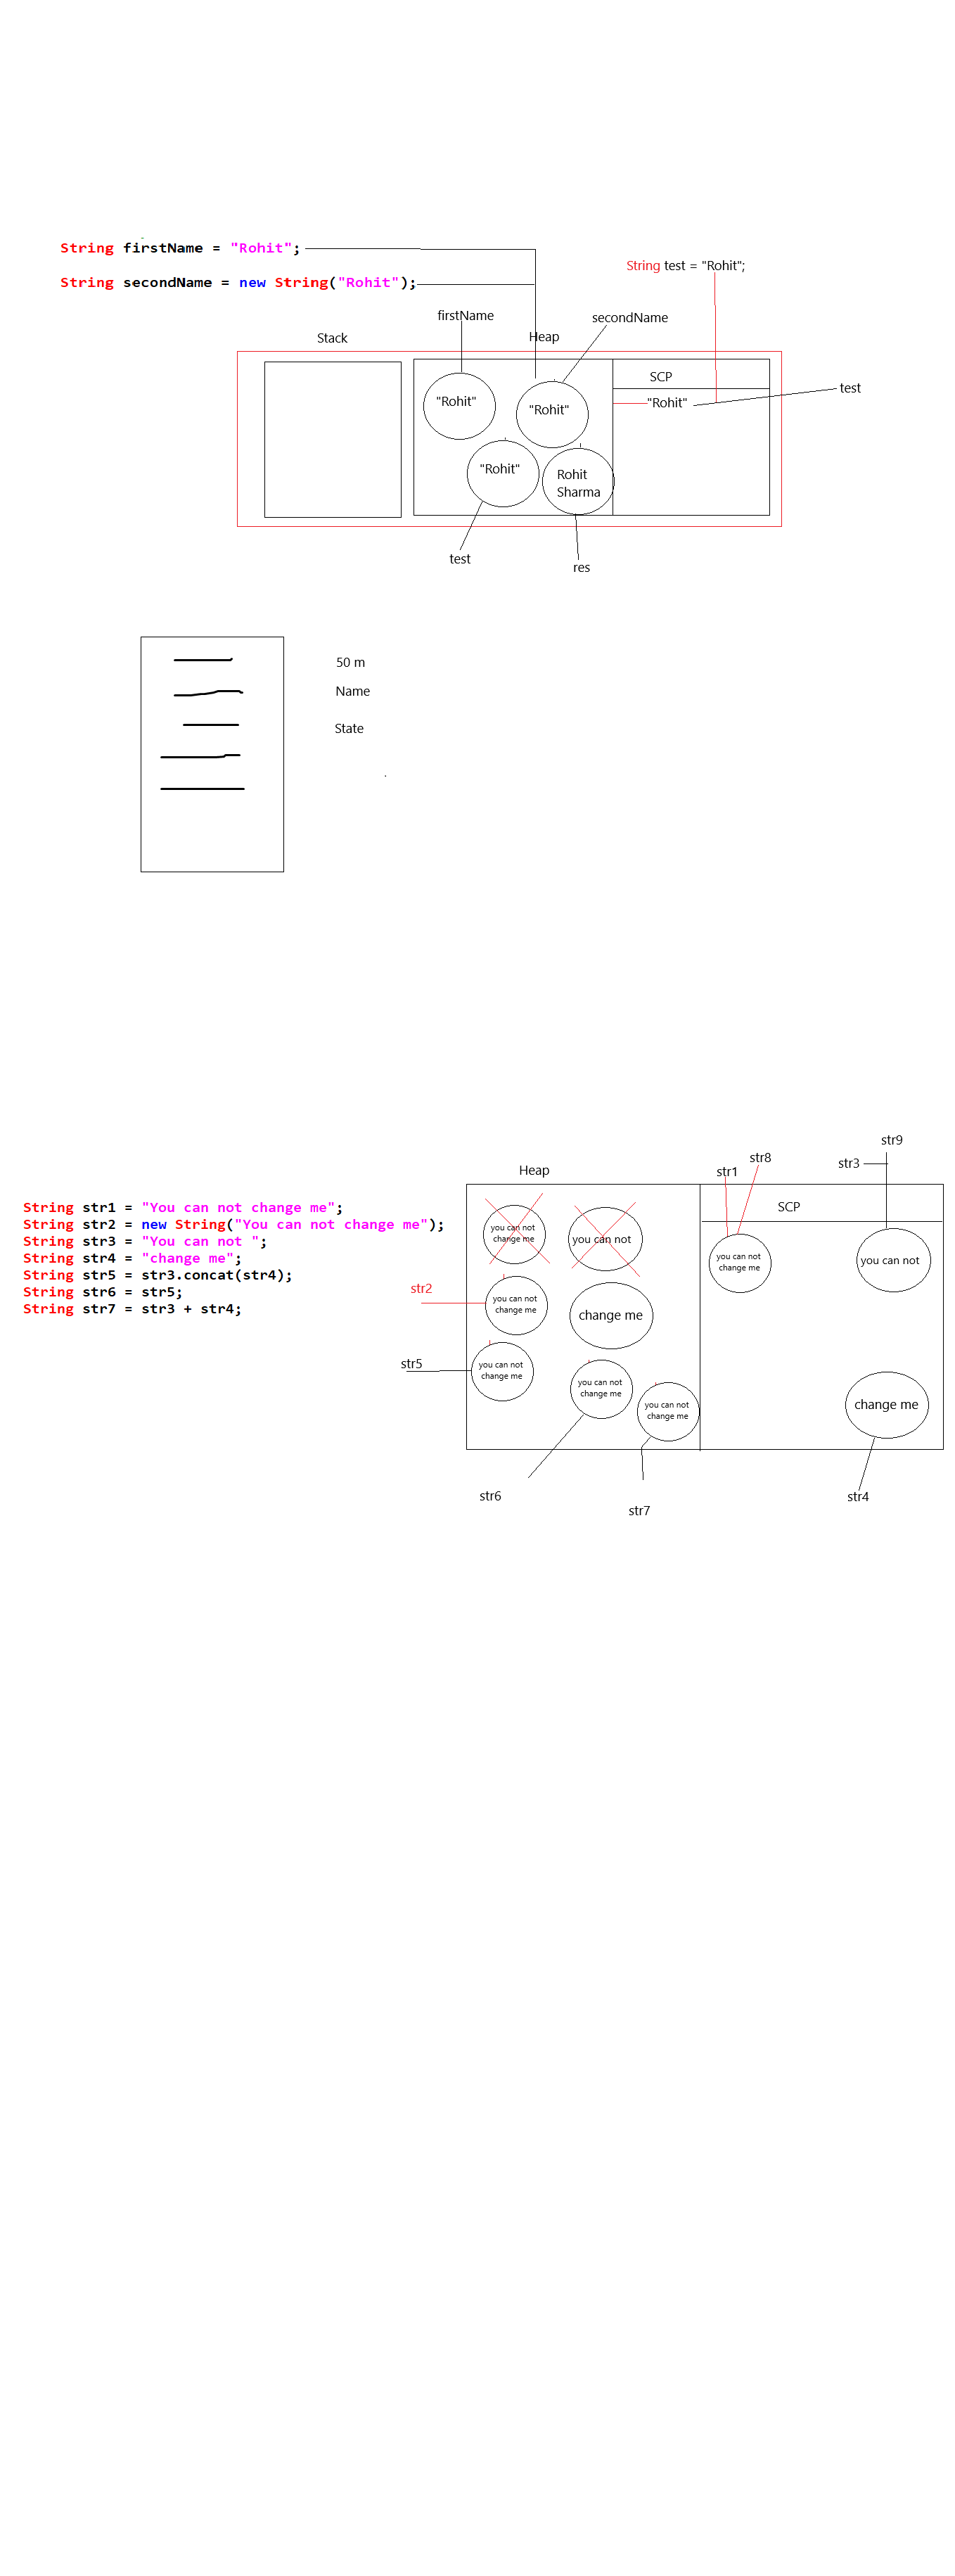 String firstName = "Rohit";
String test = "Rohit";
String secondName = new String("Rohit");
firstName
secondName
Stack
Heap
SCP
test
"Rohit"
"Rohit"
"Rohit"
"Rohit"
Rohit
Sharma
test
res
50 m
Name
State
str9
str8
str3
Heap
str1
String str1 = "You can not change me";
String str2 = new String("You can not change me");
String str3 = "You can not ";
String str4 = "change me";
String str5 = str3.concat(str4);
String str6 = str5;
String str7 = str3 + str4;
SCP
you can not
change me
you can not
you can not
change me
you can not
str2
you can not
change me
change me
str5
you can not
change me
you can not
change me
you can not
change me
change me
str6
str7
str4